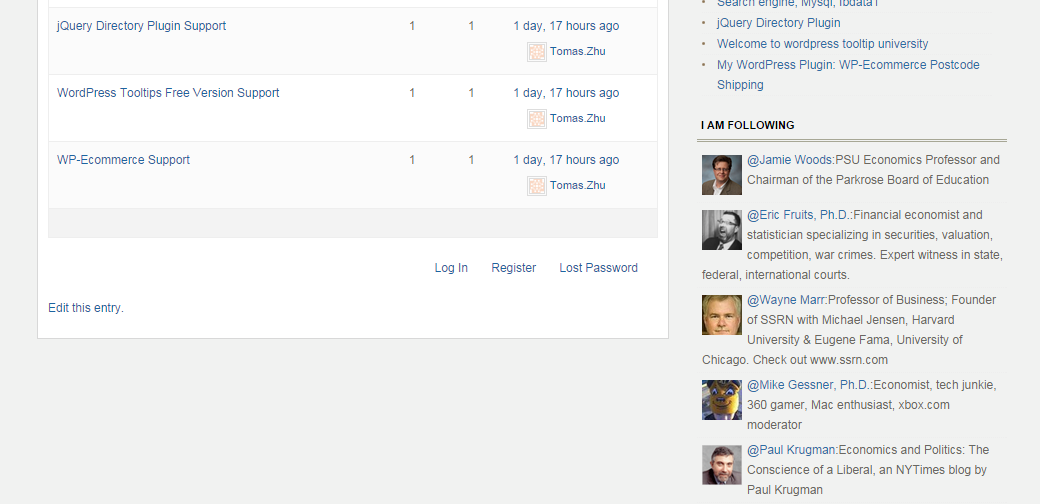 jQuery Directory Plugin Support 1 1 1 day, 17 hours ago
Tomas.Zhu
WordPress Tooltips Free Version Support 1 1 1 day, 17 hours ago
Tomas.Zhu
WP-Ecommerce Support 1 1 1 day, 17 hours ago
Tomas.Zhu
Log In Register Lost Password
Edit this entry.
Search engine, Mysql, ibdata1
• jQuery Directory Plugin
• Welcome to wordpress tooltip university
• My WordPress Plugin: WP-Ecommerce Postcode
Shipping
I AM FOLLOWING
@Jamie Woods:PSU Economics Professor and
Chairman of the Parkrose Board of Education
@Eric Fruits, Ph.D.:Financial economist and
statistician specializing in securities, valuation,
competition, war crimes. Expert witness in state,
federal, international courts.
@Wayne Marr:Professor of Business; Founder
of SSRN with Michael Jensen, Harvard
University & Eugene Fama, University of
Chicago. Check out www.ssrn.com
@Mike Gessner, Ph.D.:Economist, tech junkie,
360 gamer, Mac enthusiast, xbox.com
moderator
@Paul Krugman:Economics and Politics: The
Conscience of a Liberal, an NYTimes blog by
Paul Krugman